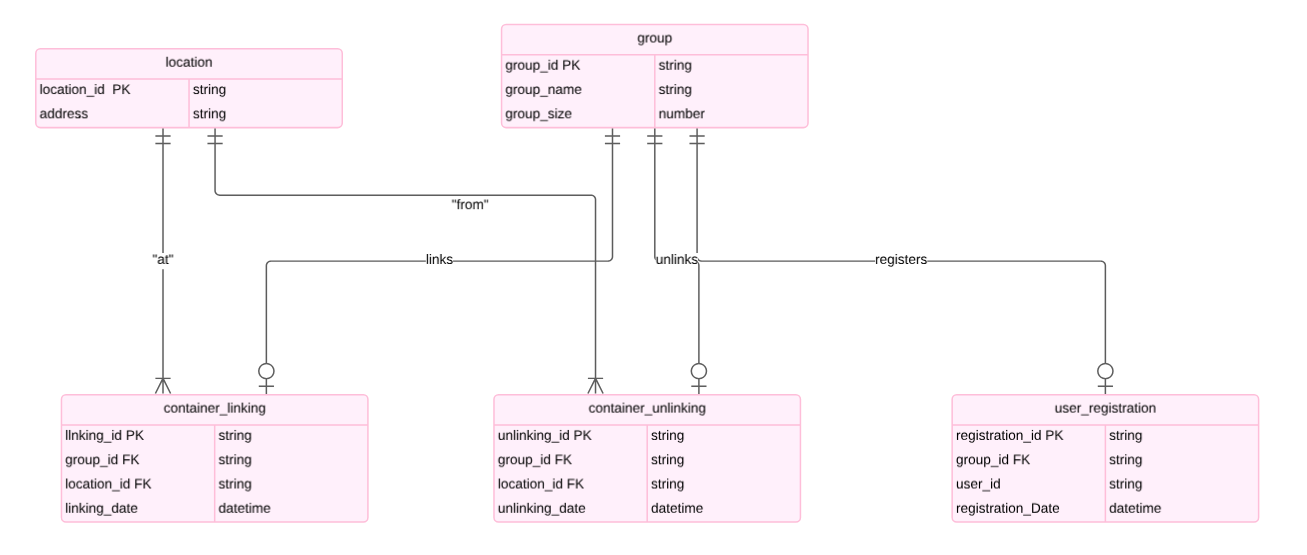 group
location
group_id PK string
group_name string
group_size number
location_id PK string
address string
"from"
"at"
links
unlinks
registers
container_linking
lInking_id PK string
group_id FK string
location_id FK string
linking_date datetime
container_unlinking
unlinking_id PK string
group_id FK string
location_id FK string
unlinking_date datetime
user_registration
registration_id PK string
group_id FK string
user_id string
registration_Date datetime